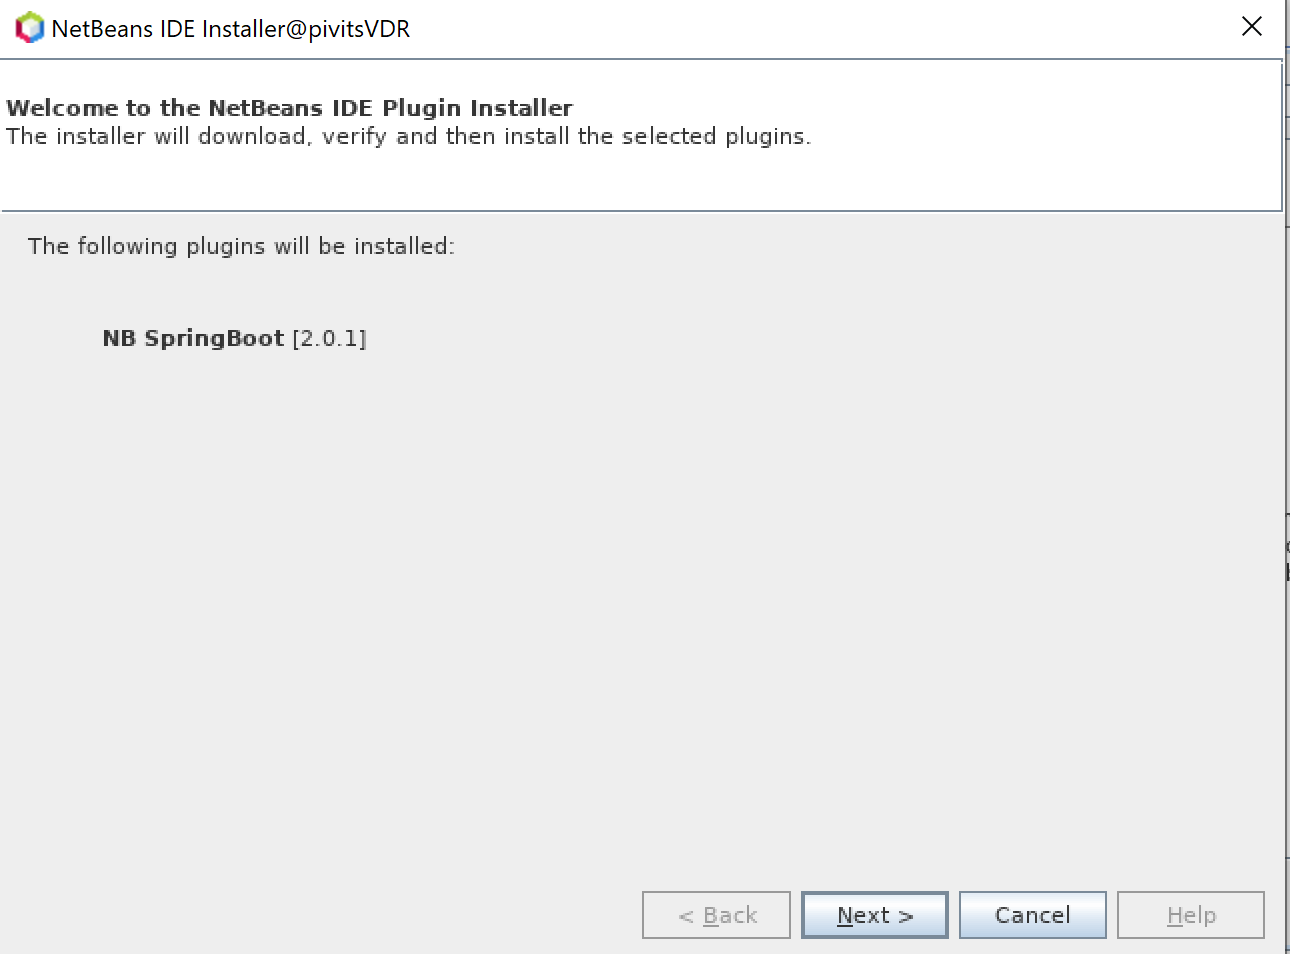 NetBeans IDE Installer@pivitsVDR
Welcome to the NetBeans IDE Plugin Installer
The installer will download, verify and then install the selected plugins.
The following plugins will be installed:
NB SpringBoot [2.0.1]
< Back Next > Cancel Help